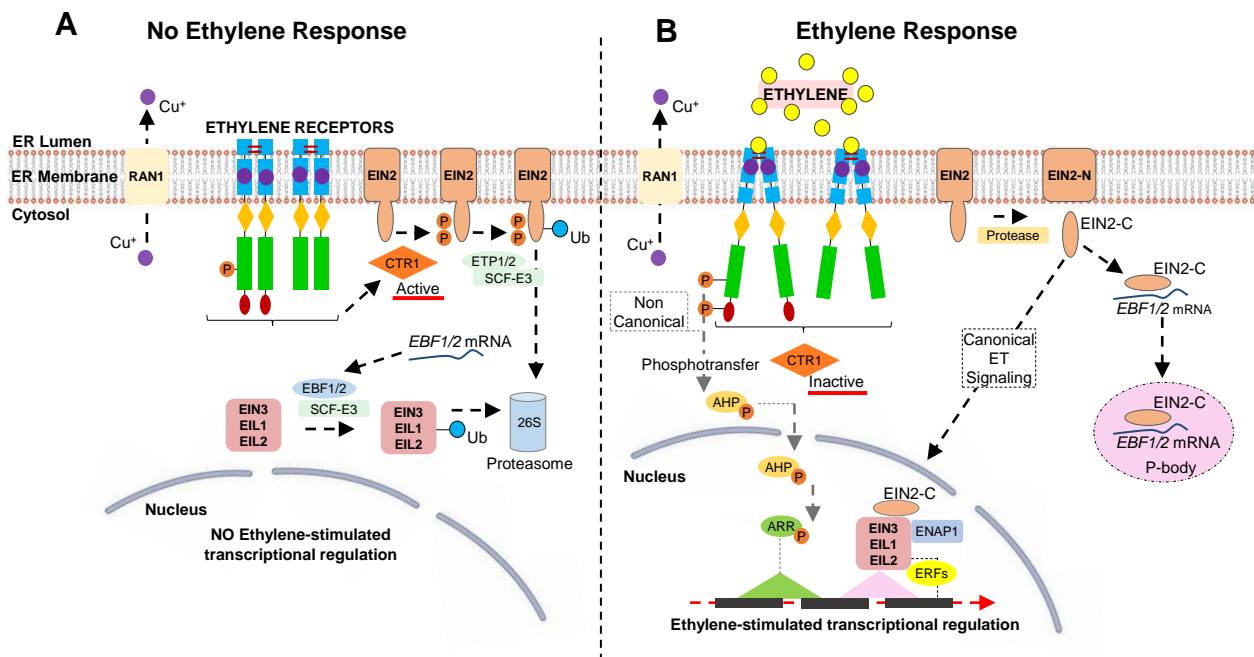 A
No Ethylene Response
Cu⁺
ETHYLENE RECEPTORS
ER Lumen
ER Membrane
Cytosol
RAN1
EIN2
EIN2
EIN2
Cu⁺
P
P
P
P
P
Ub
CTR1
Active
ETP1/2
SCF-E3
EBF1/2 mRNA
EBF1/2
SCF-E3
EIN3
EIL1
EIL2
EIN3
EIL1
EIL2
Ub
26S
Proteasome
Nucleus
NO Ethylene-stimulated
transcriptional regulation
B
Ethylene Response
Cu⁺
ETHYLENE
RAN1
EIN2
EIN2-N
Cu⁺
Protease
EIN2-C
P
P
Non
Canonical
EIN2-C
EBF1/2 mRNA
Phosphotransfer
CTR1
Inactive
Canonical
ET
Signaling
AHP
P
EIN2-C
EBF1/2 mRNA
P-body
Nucleus
AHP
P
EIN2-C
ARR
P
EIN3
EIL1
EIL2
ENAP1
ERFs
Ethylene-stimulated transcriptional regulation